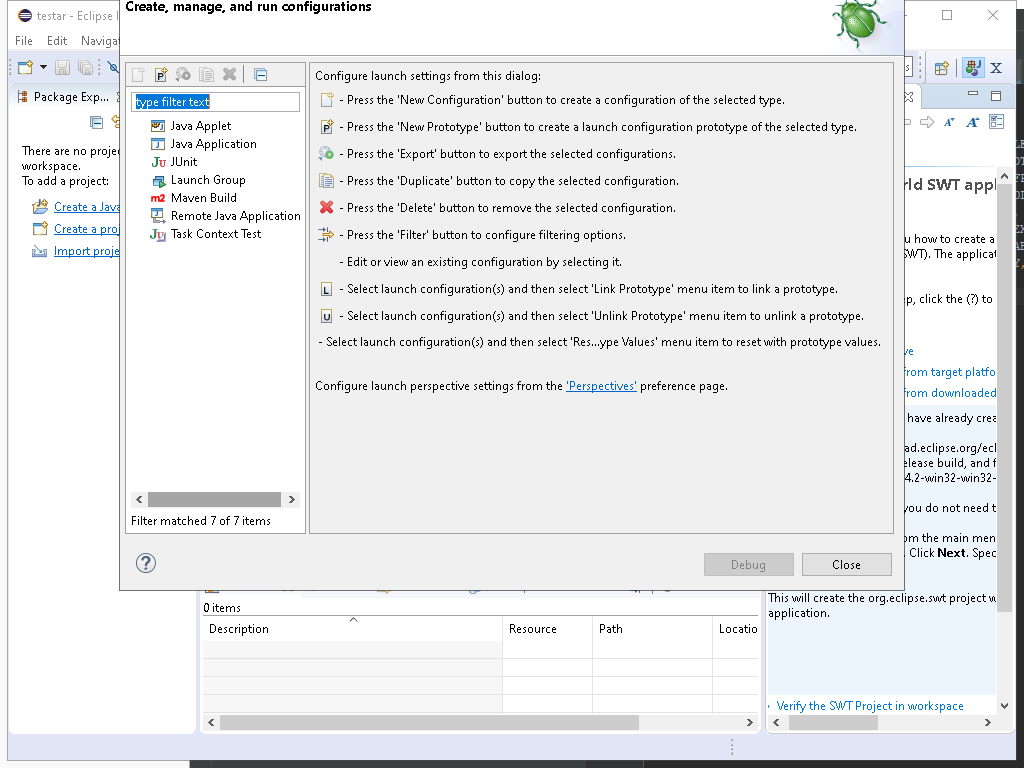 testar - Eclipse I
File Edit Naviga
Package Exp...
There are no proje
workspace.
To add a project:
Create a Java
Create a proj
Import proje
Create, manage, and run configurations
type filter text
Java Applet
Java Application
JUnit
Launch Group
Maven Build
Remote Java Application
Task Context Test
Filter matched 7 of 7 items
Configure launch settings from this dialog:
- Press the 'New Configuration' button to create a configuration of the selected type.
- Press the 'New Prototype' button to create a launch configuration prototype of the selected type.
- Press the 'Export' button to export the selected configurations.
- Press the 'Duplicate' button to copy the selected configuration.
- Press the 'Delete' button to remove the selected configuration.
- Press the 'Filter' button to configure filtering options.
- Edit or view an existing configuration by selecting it.
- Select launch configuration(s) and then select 'Link Prototype' menu item to link a prototype.
- Select launch configuration(s) and then select 'Unlink Prototype' menu item to unlink a prototype.
- Select launch configuration(s) and then select 'Res...ype Values' menu item to reset with prototype values.
Configure launch perspective settings from the 'Perspectives' preference page.
Debug
Close
0 items
Description Resource Path Locatio
rld SWT appl
u how to create a
SWT). The applicat
p, click the (?) to
ve
from target platfo
from downloaded
have already crea
ad.eclipse.org/ecl
elease build, and f
4.2-win32-win32-
you do not need t
om the main men
. Click Next. Spec
This will create the org.eclipse.swt project w
application.
Verify the SWT Project in workspace